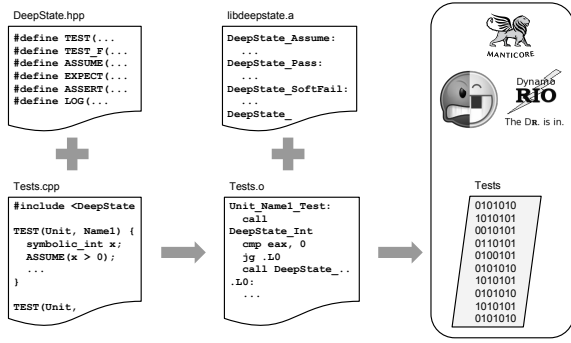 DeepState.hpp
#define TEST(...
#define TEST_F(...
#define ASSUME(...
#define EXPECT(...
#define ASSERT(...
#define LOG(...
libdeepstate.a
DeepState_Assume:
...
DeepState_Pass:
...
DeepState_SoftFail:
...
DeepState_
MANTICORE
Dynamo
RIO
The DR. is in.
Tests.cpp
#include <DeepState
TEST(Unit, Name1) {
symbolic_int x;
ASSUME(x > 0);
...
}
TEST(Unit,
Tests.o
Unit_Name1_Test:
call
DeepState_Int
cmp eax, 0
jg .L0
call DeepState_..
.L0:
...
Tests
0101010
1010101
0010101
0110101
0100101
0101010
1010101
0101010
1010101
0101010